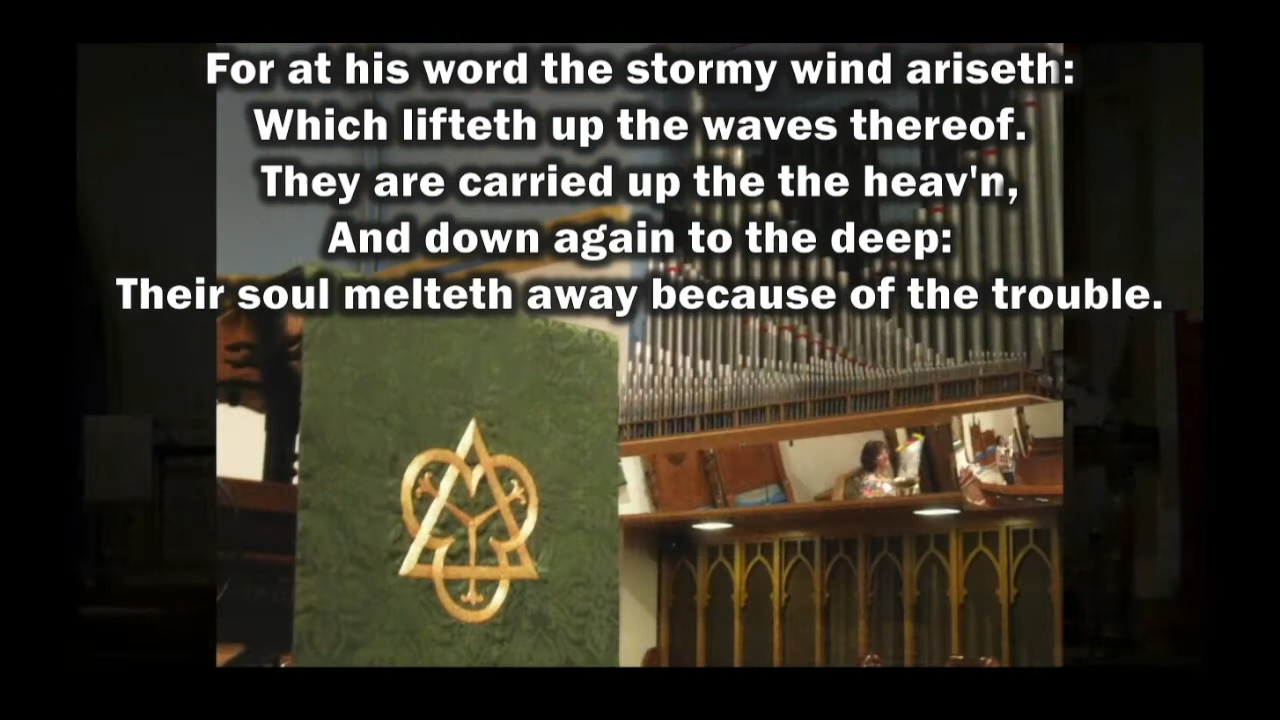 For at his word the stormy wind ariseth:
Which lifteth up the waves thereof.
They are carried up the the heav'n,
And down again to the deep:
Their soul melteth away because of the trouble.